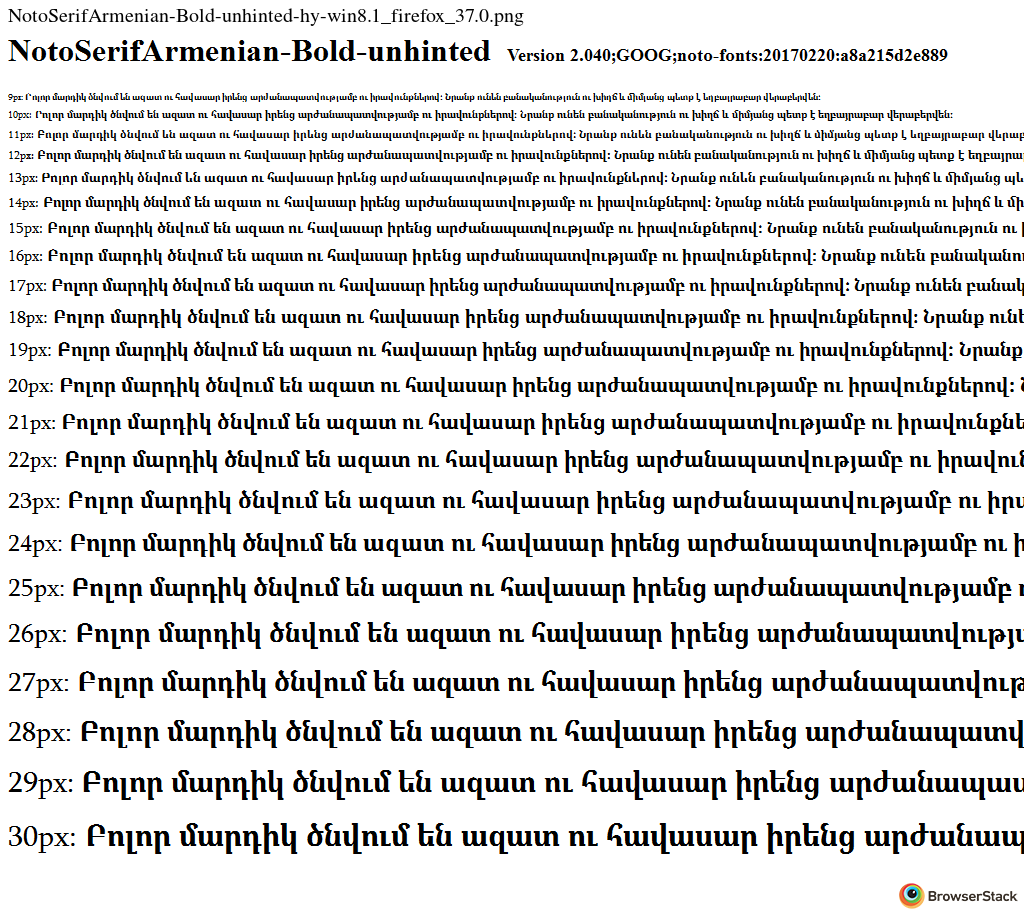 NotoSerifArmenian-Bold-unhinted-hy-win8.1_firefox_37.0.png
NotoSerifArmenian-Bold-unhinted Version 2.040;GOOG;noto-fonts:20170220:a8a215d2e889
9px: Բոլոր մարդիկ ծնվում են ազատ ու հավասար իրենց արժանապատվությամբ ու իրավունքներով։ Նրանք ունեն բանականություն ու խիղճ և միմյանց պետք է եղբայրաբար վերաբերվեն։
10px: Բոլոր մարդիկ ծնվում են ազատ ու հավասար իրենց արժանապատվությամբ ու իրավունքներով։ Նրանք ունեն բանականություն ու խիղճ և միմյանց պետք է եղբայրաբար վերաբերվեն։
11px: Բոլոր մարդիկ ծնվում են ազատ ու հավասար իրենց արժանապատվությամբ ու իրավունքներով։ Նրանք ունեն բանականություն ու խիղճ և միմյանց պետք է եղբայրաբար վերաբ
12px: Բոլոր մարդիկ ծնվում են ազատ ու հավասար իրենց արժանապատվությամբ ու իրավունքներով։ Նրանք ունեն բանականություն ու խիղճ և միմյանց պետք է եղբայրա
13px: Բոլոր մարդիկ ծնվում են ազատ ու հավասար իրենց արժանապատվությամբ ու իրավունքներով։ Նրանք ունեն բանականություն ու խիղճ և միմյանց պե
14px: Բոլոր մարդիկ ծնվում են ազատ ու հավասար իրենց արժանապատվությամբ ու իրավունքներով։ Նրանք ունեն բանականություն ու խիղճ և մի
15px: Բոլոր մարդիկ ծնվում են ազատ ու հավասար իրենց արժանապատվությամբ ու իրավունքներով։ Նրանք ունեն բանականություն ու
16px: Բոլոր մարդիկ ծնվում են ազատ ու հավասար իրենց արժանապատվությամբ ու իրավունքներով։ Նրանք ունեն բանականո
17px: Բոլոր մարդիկ ծնվում են ազատ ու հավասար իրենց արժանապատվությամբ ու իրավունքներով։ Նրանք ունեն բանակ
18px: Բոլոր մարդիկ ծնվում են ազատ ու հավասար իրենց արժանապատվությամբ ու իրավունքներով։ Նրանք ունե
19px: Բոլոր մարդիկ ծնվում են ազատ ու հավասար իրենց արժանապատվությամբ ու իրավունքներով։ Նրանք
20px: Բոլոր մարդիկ ծնվում են ազատ ու հավասար իրենց արժանապատվությամբ ու իրավունքներով։
21px: Բոլոր մարդիկ ծնվում են ազատ ու հավասար իրենց արժանապատվությամբ ու իրավունքնե
22px: Բոլոր մարդիկ ծնվում են ազատ ու հավասար իրենց արժանապատվությամբ ու իրավուն
23px: Բոլոր մարդիկ ծնվում են ազատ ու հավասար իրենց արժանապատվությամբ ու իրա
24px: Բոլոր մարդիկ ծնվում են ազատ ու հավասար իրենց արժանապատվությամբ ու ի
25px: Բոլոր մարդիկ ծնվում են ազատ ու հավասար իրենց արժանապատվությամբ
26px: Բոլոր մարդիկ ծնվում են ազատ ու հավասար իրենց արժանապատվությ
27px: Բոլոր մարդիկ ծնվում են ազատ ու հավասար իրենց արժանապատվութ
28px: Բոլոր մարդիկ ծնվում են ազատ ու հավասար իրենց արժանապատվ
29px: Բոլոր մարդիկ ծնվում են ազատ ու հավասար իրենց արժանապատ
30px: Բոլոր մարդիկ ծնվում են ազատ ու հավասար իրենց արժանապ
BrowserStack